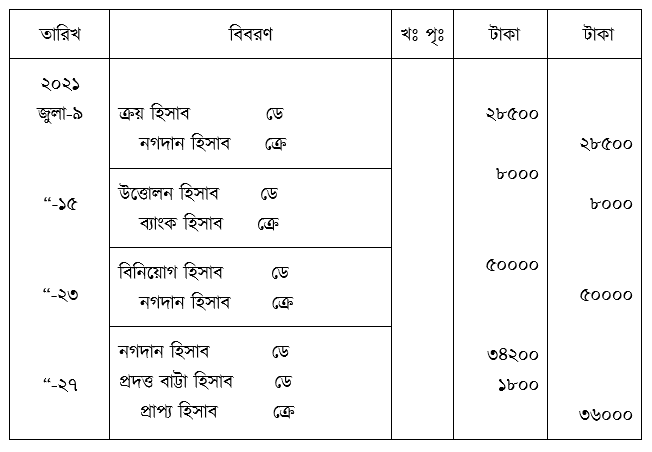 তারিখ বিবরণ খঃ পৃঃ টাকা টাকা
২০২১
জুলা-৯ ক্রয় হিসাব ডে ২৮৫০০
নগদান হিসাব ক্রে ২৮৫০০
৮০০০
“-১৫ উত্তোলন হিসাব ডে ৮০০০
ব্যাংক হিসাব ক্রে
৫০০০০
বিনিয়োগ হিসাব ডে
“-২৩ নগদান হিসাব ক্রে ৫০০০০
নগদান হিসাব ডে ৩৪২০০
“-২৭ প্রদত্ত বাট্টা হিসাব ডে ১৮০০
প্রাপ্য হিসাব ক্রে ৩৬০০০